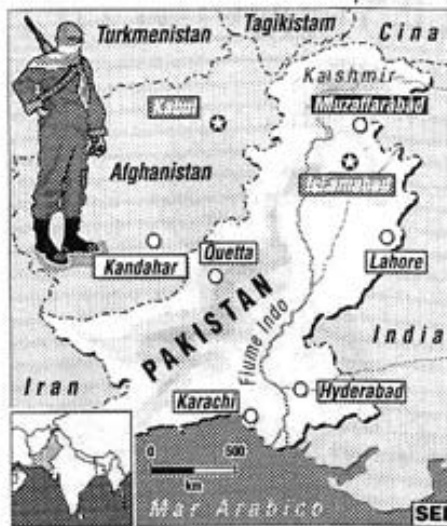 Turkmenistan
Tagikistam
Cina
Kashmir
Kabul
Muzaffarabad
Afghanistan
Islamabad
Kandahar
Quetta
Lahore
PAKISTAN
Fiume Indo
India
Iran
Karachi
Hyderabad
0 500
km
Mar Arabico